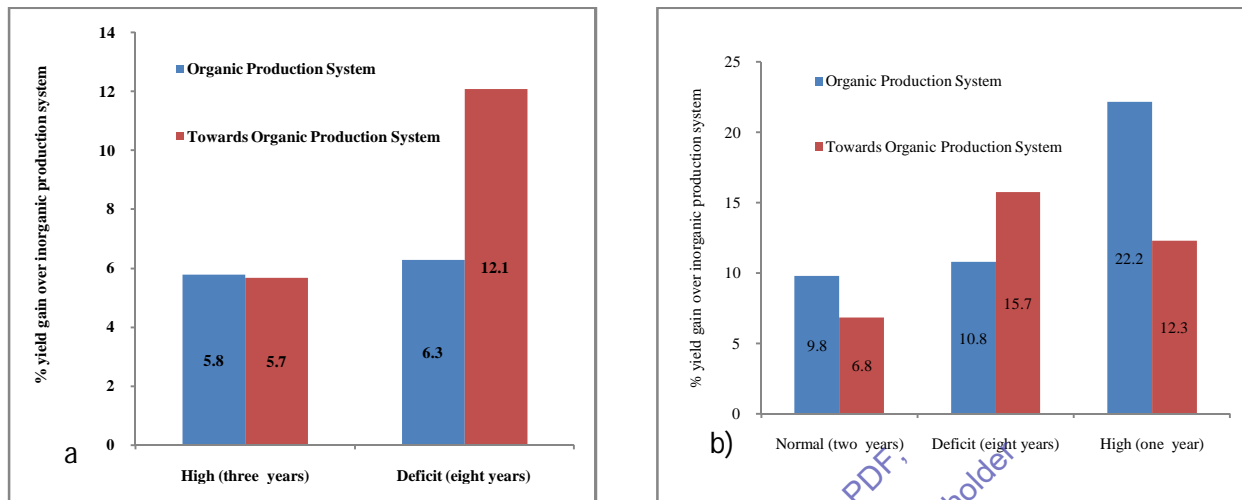 % yield gain over inorganic production system
14
12
10
8
6
4
2
0
Organic Production System
Towards Organic Production System
5.8
5.7
6.3
12.1
High (three years)
Deficit (eight years)
a
% yield gain over inorganic production system
25
20
15
10
5
0
Organic Production System
Towards Organic Production System
9.8
6.8
10.8
15.7
22.2
12.3
Normal (two years)
Deficit (eight years)
High (one year)
b)
PDF,
holder